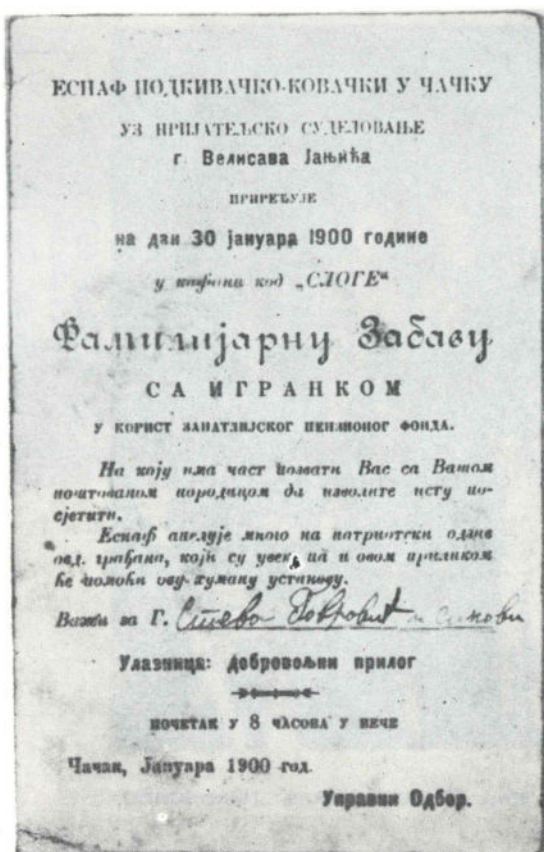 ЕСНАФ ПОДКИВАЧКО-КОВАЧКИ У ЧАЧКУ
УЗ ПРИЈАТЕЉСКО СУДЕЛОВАЊЕ
г. Велисава Јањића
ПРИРЕЂУЈЕ
на дан 30 јануара 1900 године
у кафани код „СЛОГЕ“
Фамилијарну Забаву
СА ИГРАНКОМ
У КОРИСТ ЗАНАТЛИЈСКОГ ПЕНЗИОНОГ ФОНДА.
На коју има част позвати Вас са Вашом
поштованом породицом да изволите исту по-
сјетити.
Еснаф апелује много на патриотски одзив
овд. грађана, који су увек, па и овом приликом
ће помоћи ову хуману установу.
Важи за Г. Стево и синови
Улазница: добровољни прилог
ПОЧЕТАК У 8 ЧАСОВА У ВЕЧЕ
Чачак, Јануара 1900 год.
Управни Одбор.